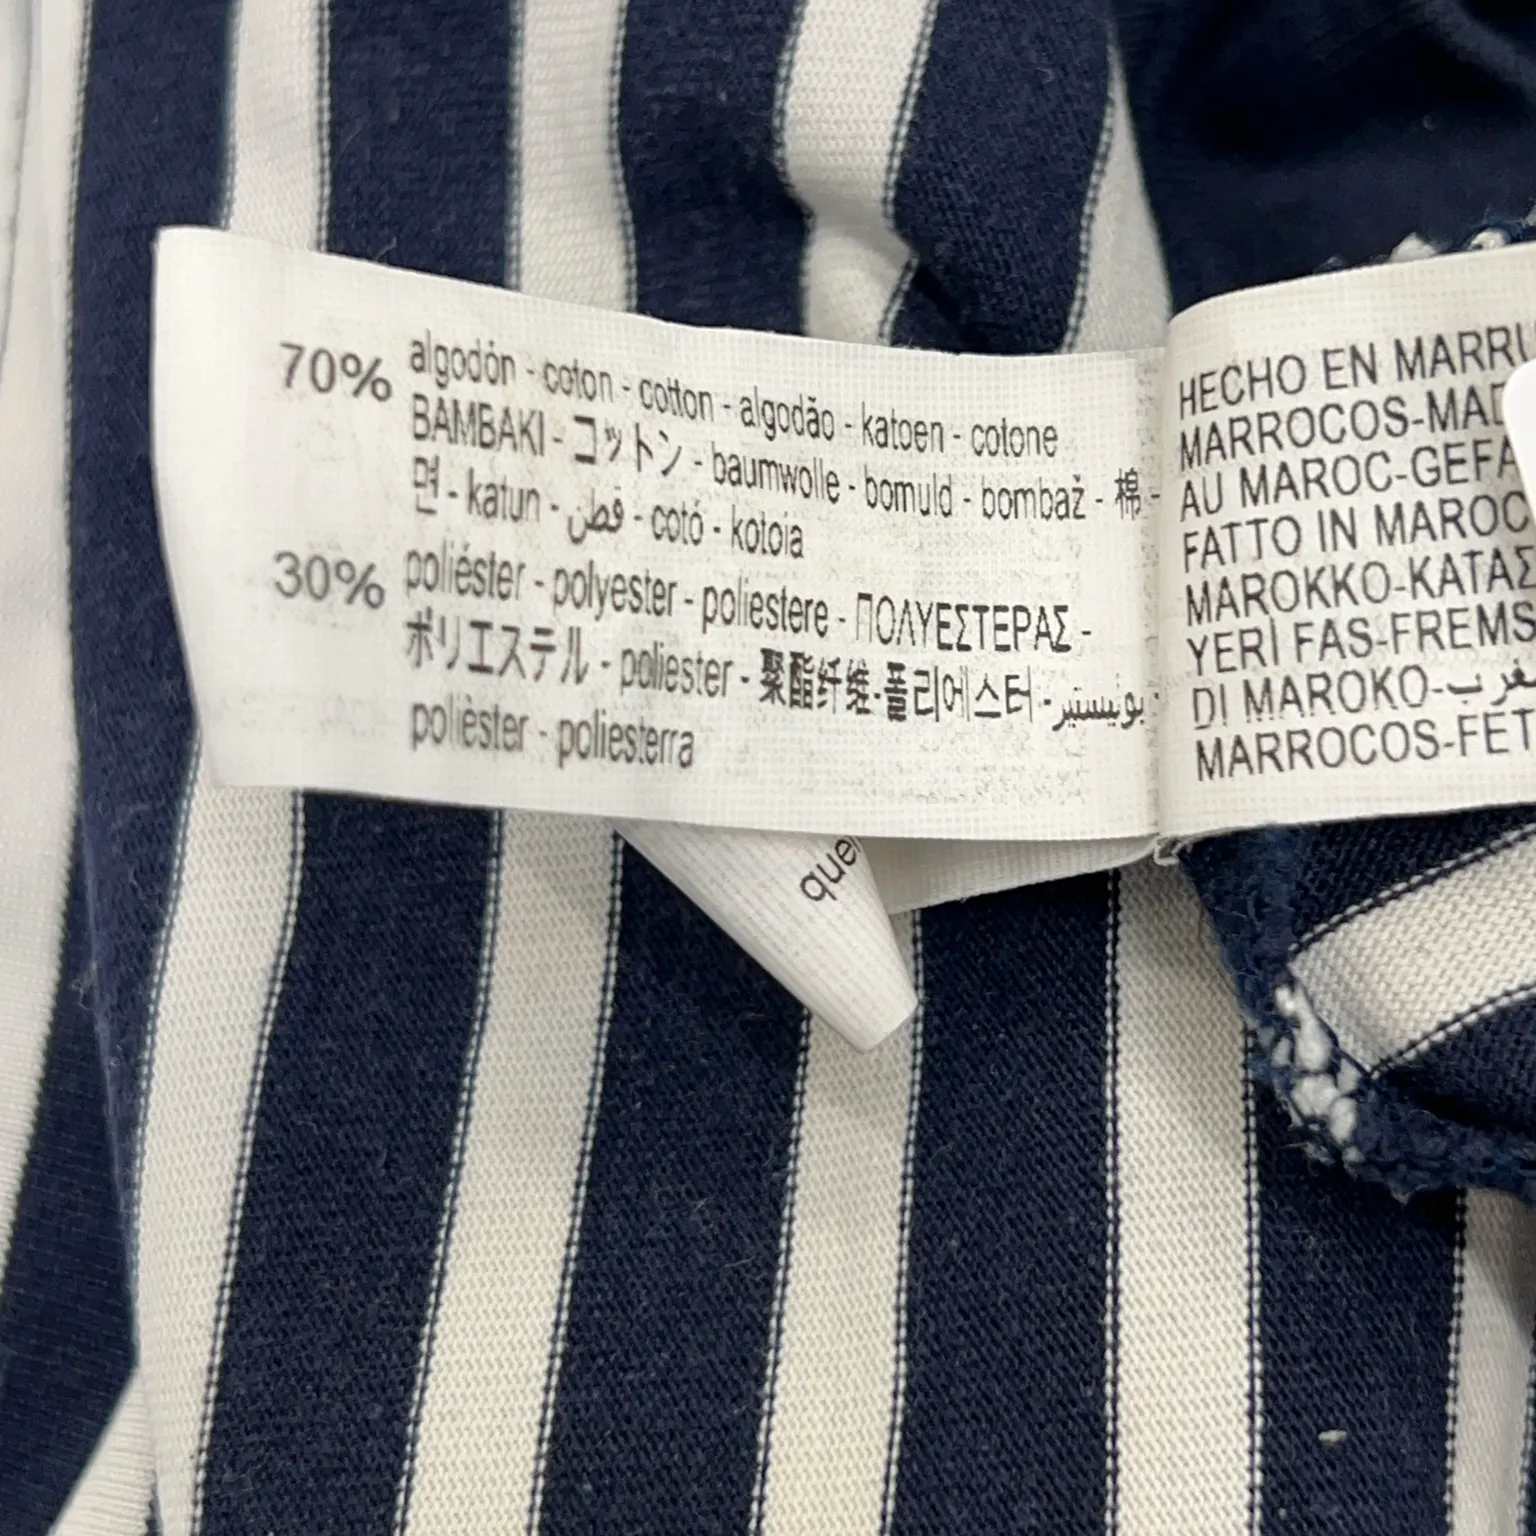 70% algodón - coton - cotton - algodão - katoen - cotone
BAMBAKI - コットン - baumwolle - bomuld - bombaž - 棉 -
면 - katun - قطن - cotó - kotoia
30% poliéster - polyester - poliestere - ΠΟΛΥΕΣΤΕΡΑΣ -
ポリエステル - poliester - 聚酯纤维-폴리에스터-بوليستير
polièster - poliesterra
HECHO EN MARRU
MARROCOS-MAD
AU MAROC-GEFA
FATTO IN MAROC
MAROKKO-ΚΑΤΑΣ
YERİ FAS-FREMS
DI MAROKO-
MARROCOS-FET